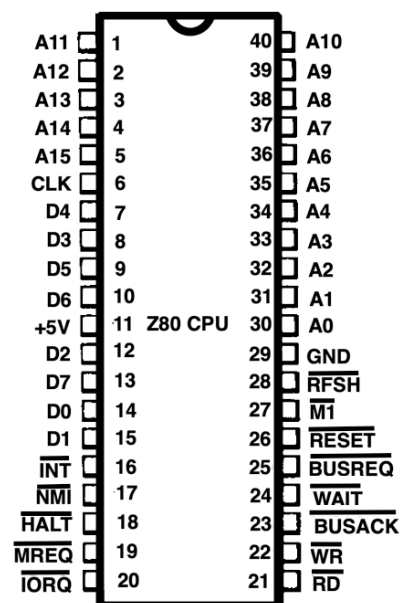 A11 1 40 A10
A12 2 39 A9
A13 3 38 A8
A14 4 37 A7
A15 5 36 A6
CLK 6 35 A5
D4 7 34 A4
D3 8 33 A3
D5 9 32 A2
D6 10 31 A1
+5V 11 Z80 CPU 30 A0
D2 12 29 GND
D7 13 28 RFSH
D0 14 27 M1
D1 15 26 RESET
INT 16 25 BUSREQ
NMI 17 24 WAIT
HALT 18 23 BUSACK
MREQ 19 22 WR
IORQ 20 21 RD